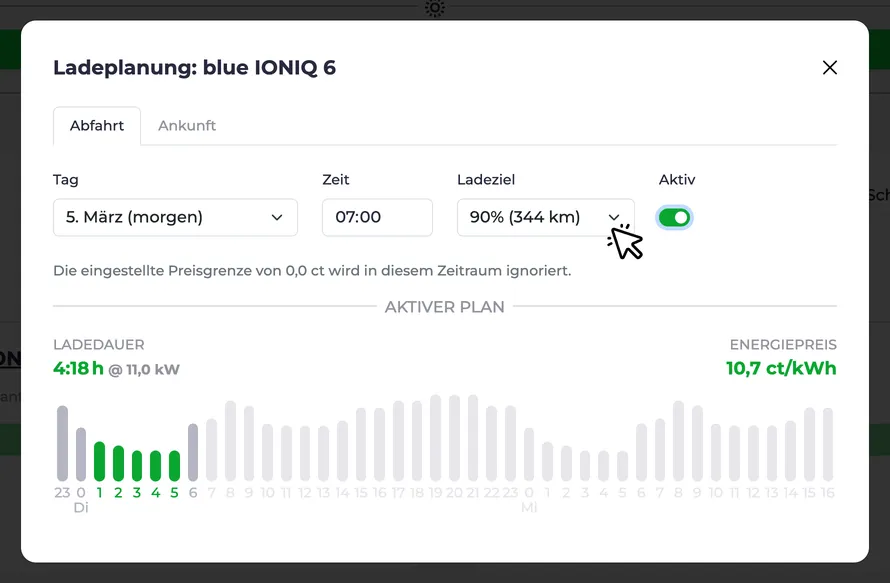 Ladeplanung: blue IONIQ 6
Abfahrt Ankunft
Tag Zeit Ladeziel Aktiv
5. März (morgen) 07:00 90% (344 km)
Die eingestellte Preisgrenze von 0,0 ct wird in diesem Zeitraum ignoriert.
AKTIVER PLAN
LADEDAUER ENERGIEPREIS
4:18 h @ 11,0 kW 10,7 ct/kWh
23 0 1 2 3 4 5 6 7 8 9 10 11 12 13 14 15 16 17 18 19 20 21 22 23 0 1 2 3 4 5 6 7 8 9 10 11 12 13 14 15 16
Di Mi